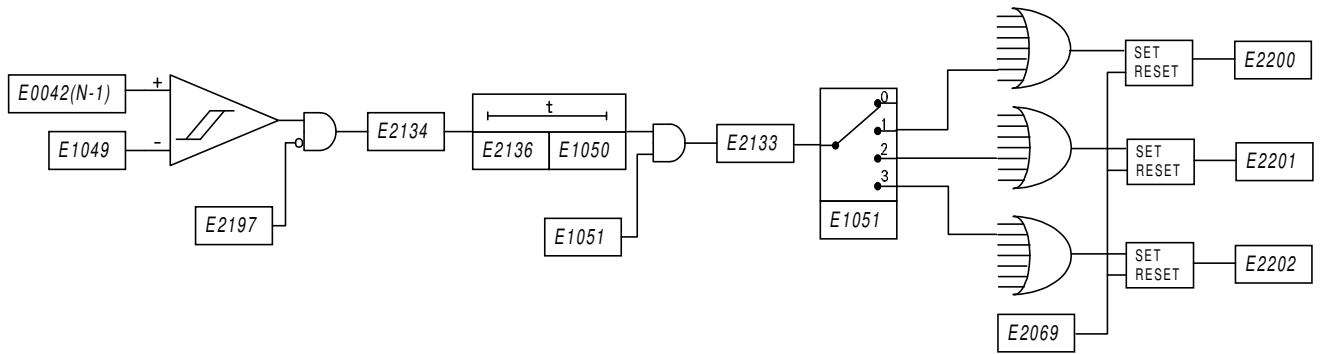 E0042(N-1)
+
E1049
-
E2197
E2134
t
E2136
E1050
E1051
E2133
0
1
2
3
E1051
SET
RESET
E2200
SET
RESET
E2201
SET
RESET
E2202
E2069